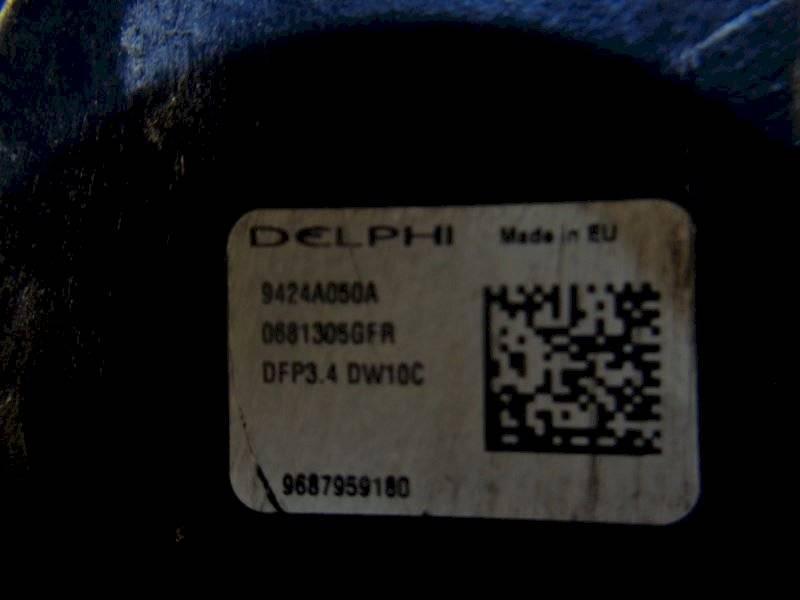 DELPHI Made in EU
9424A050A
0681305GFR
DFP3.4 DW10C
9687959180